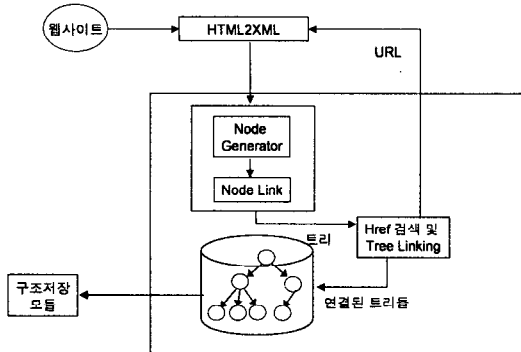 웹사이트
HTML2XML
URL
Node
Generator
Node Link
트리
Href 검색 및
Tree Linking
구조저장
모듈
연결된 트리들